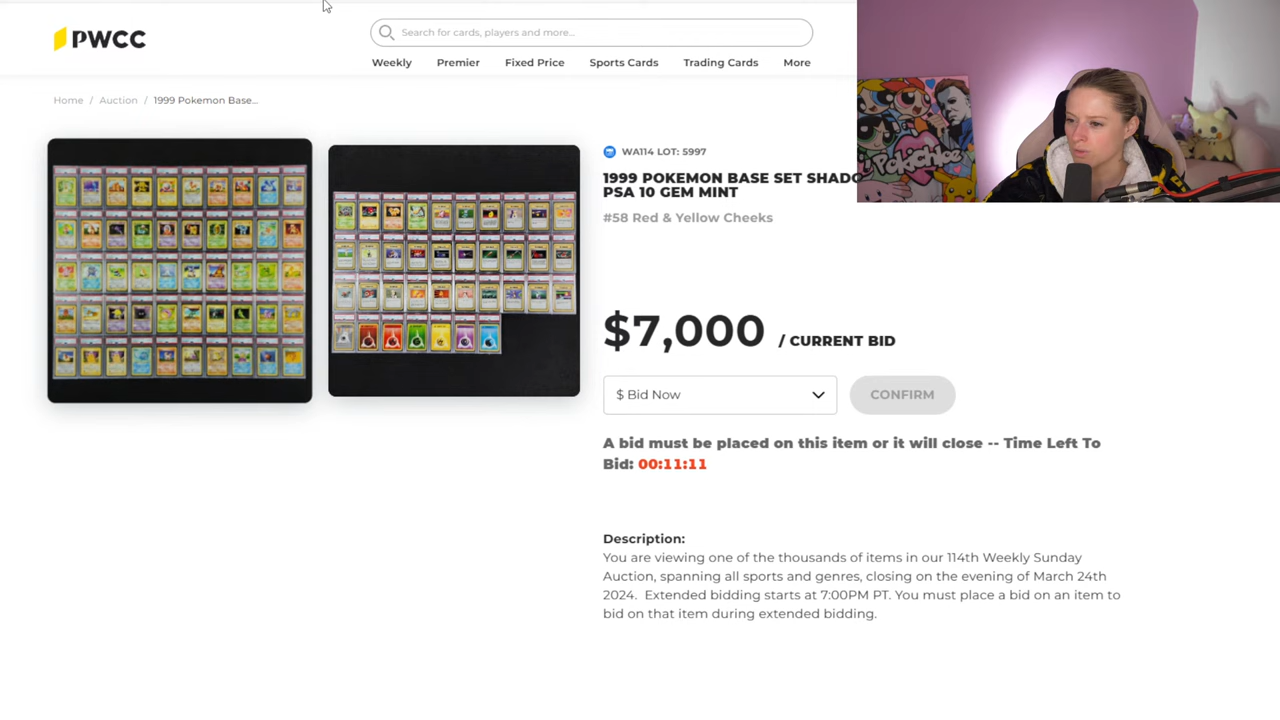 PWCC
Search for cards, players and more...
Weekly Premier Fixed Price Sports Cards Trading Cards More
Home / Auction / 1999 Pokemon Base...
WA114 LOT: 5997
1999 POKEMON BASE SET SHADO
PSA 10 GEM MINT
#58 Red & Yellow Cheeks
$7,000 / CURRENT BID
$ Bid Now
CONFIRM
A bid must be placed on this item or it will close -- Time Left To
Bid: 00:11:11
Description:
You are viewing one of the thousands of items in our 114th Weekly Sunday
Auction, spanning all sports and genres, closing on the evening of March 24th
2024. Extended bidding starts at 7:00PM PT. You must place a bid on an item to
bid on that item during extended bidding.
Pokichloe